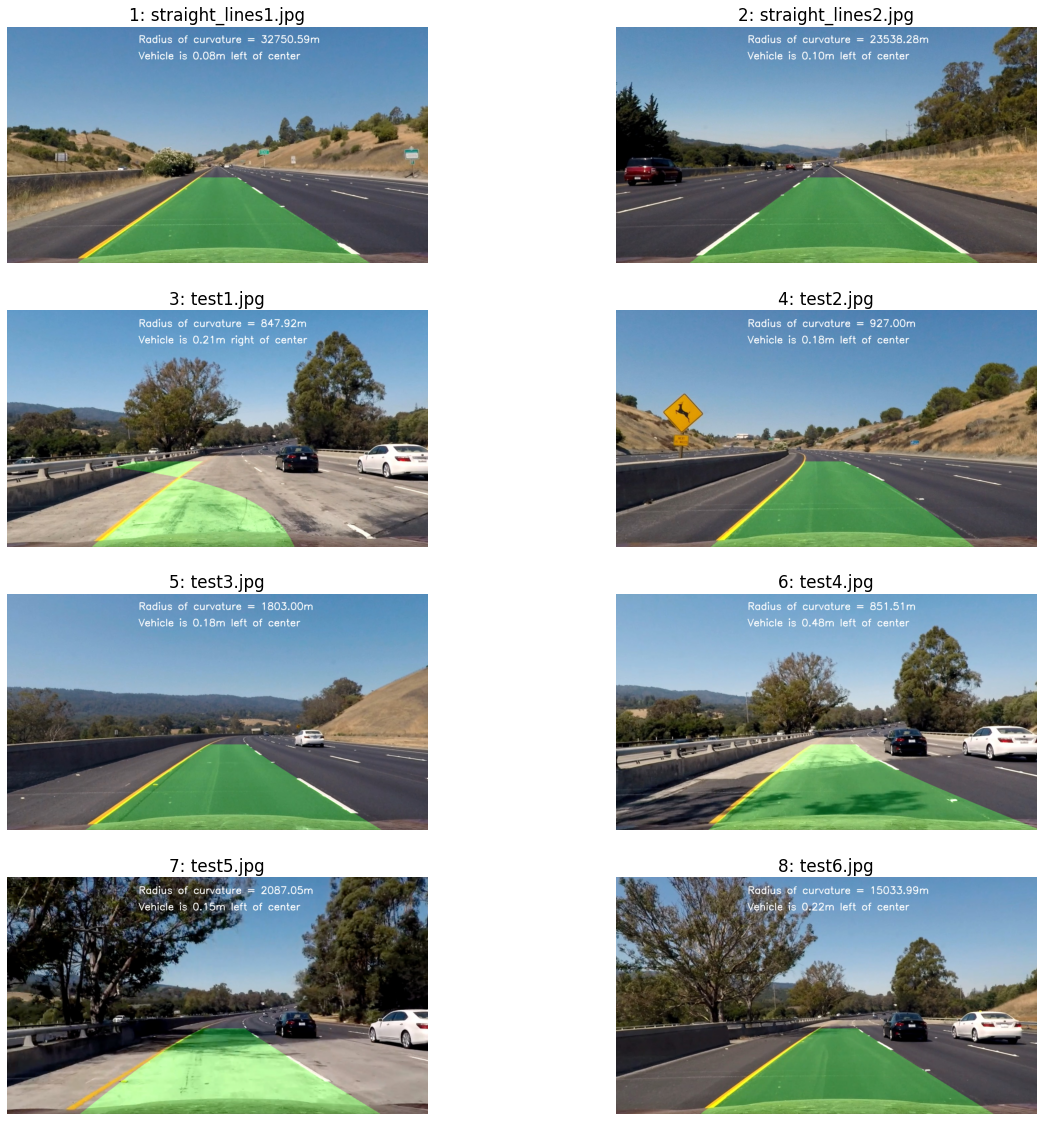 1: straight_lines1.jpg
Radius of curvature = 32750.59m
Vehicle is 0.08m left of center
2: straight_lines2.jpg
Radius of curvature = 23538.28m
Vehicle is 0.10m left of center
3: test1.jpg
Radius of curvature = 847.92m
Vehicle is 0.21m right of center
4: test2.jpg
Radius of curvature = 927.00m
Vehicle is 0.18m left of center
5: test3.jpg
Radius of curvature = 1803.00m
Vehicle is 0.18m left of center
6: test4.jpg
Radius of curvature = 851.51m
Vehicle is 0.48m left of center
7: test5.jpg
Radius of curvature = 2087.05m
Vehicle is 0.15m left of center
8: test6.jpg
Radius of curvature = 15033.99m
Vehicle is 0.22m left of center